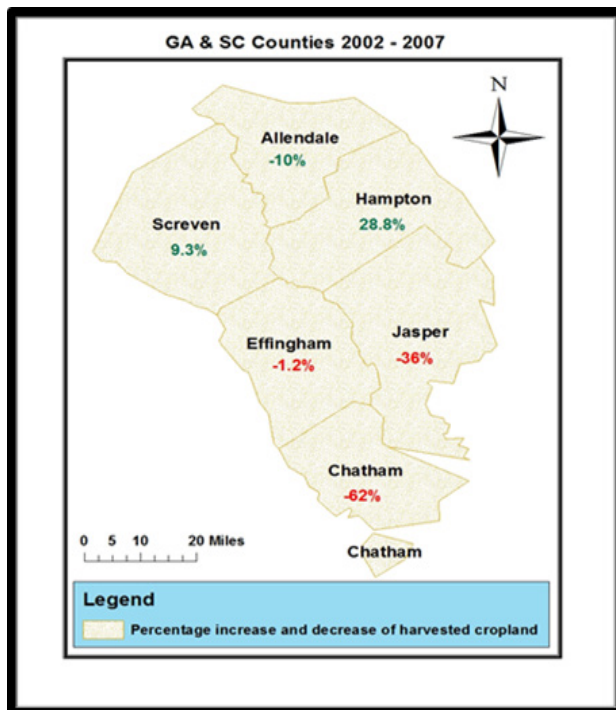 GA & SC Counties 2002 - 2007
N
Allendale
-10%
Hampton
28.8%
Screven
9.3%
Effingham
-1.2%
Jasper
-36%
Chatham
-62%
0 5 10 20 Miles
Chatham
Legend
Percentage increase and decrease of harvested cropland